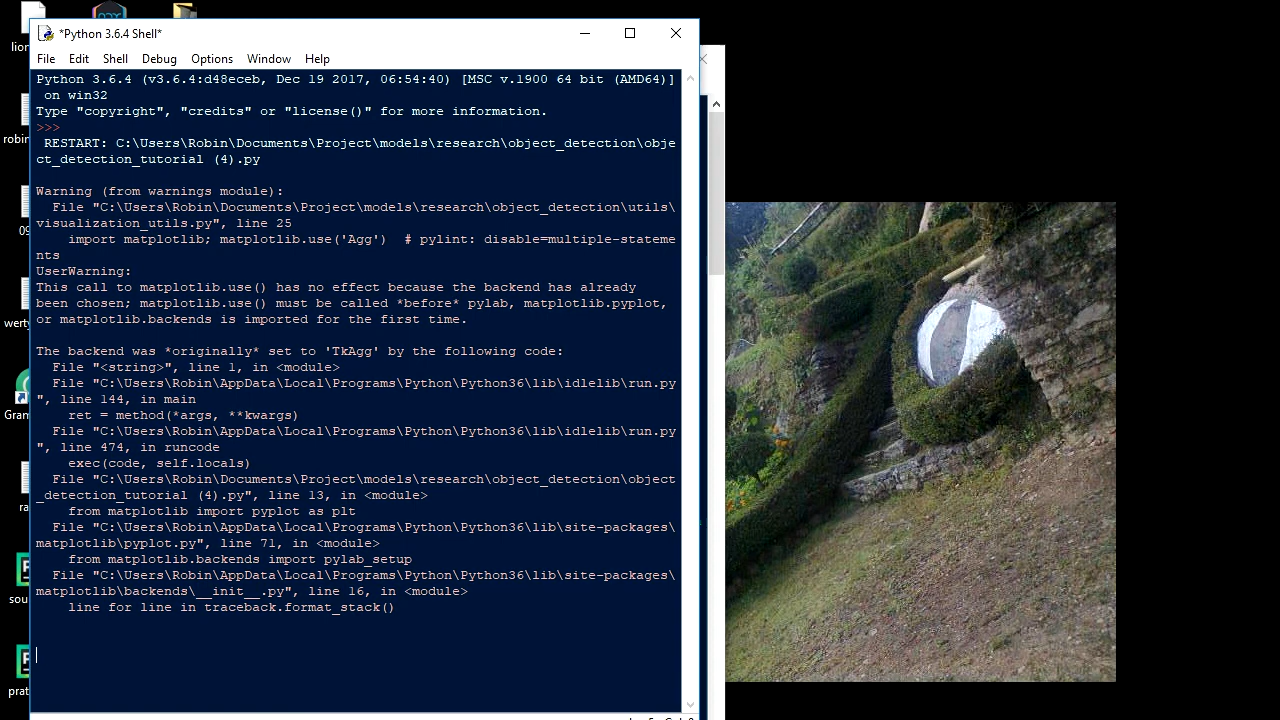 *Python 3.6.4 Shell*
File Edit Shell Debug Options Window Help
Python 3.6.4 (v3.6.4:d48eceb, Dec 19 2017, 06:54:40) [MSC v.1900 64 bit (AMD64)]
on win32
Type "copyright", "credits" or "license()" for more information.
>>>
RESTART: C:\Users\Robin\Documents\Project\models\research\object_detection\obje
ct_detection_tutorial (4).py
Warning (from warnings module):
File "C:\Users\Robin\Documents\Project\models\research\object_detection\utils\
visualization_utils.py", line 25
import matplotlib; matplotlib.use('Agg')  # pylint: disable=multiple-stateme
nts
UserWarning:
This call to matplotlib.use() has no effect because the backend has already
been chosen; matplotlib.use() must be called *before* pylab, matplotlib.pyplot,
or matplotlib.backends is imported for the first time.
The backend was *originally* set to 'TkAgg' by the following code:
File "<string>", line 1, in <module>
File "C:\Users\Robin\AppData\Local\Programs\Python\Python36\lib\idlelib\run.py
", line 144, in main
ret = method(*args, **kwargs)
File "C:\Users\Robin\AppData\Local\Programs\Python\Python36\lib\idlelib\run.py
", line 474, in runcode
exec(code, self.locals)
File "C:\Users\Robin\Documents\Project\models\research\object_detection\object
_detection_tutorial (4).py", line 13, in <module>
from matplotlib import pyplot as plt
File "C:\Users\Robin\AppData\Local\Programs\Python\Python36\lib\site-packages\
matplotlib\pyplot.py", line 71, in <module>
from matplotlib.backends import pylab_setup
File "C:\Users\Robin\AppData\Local\Programs\Python\Python36\lib\site-packages\
matplotlib\backends\__init__.py", line 16, in <module>
line for line in traceback.format_stack()
lion
robin
09
werty
Gram
ra
sou
prat